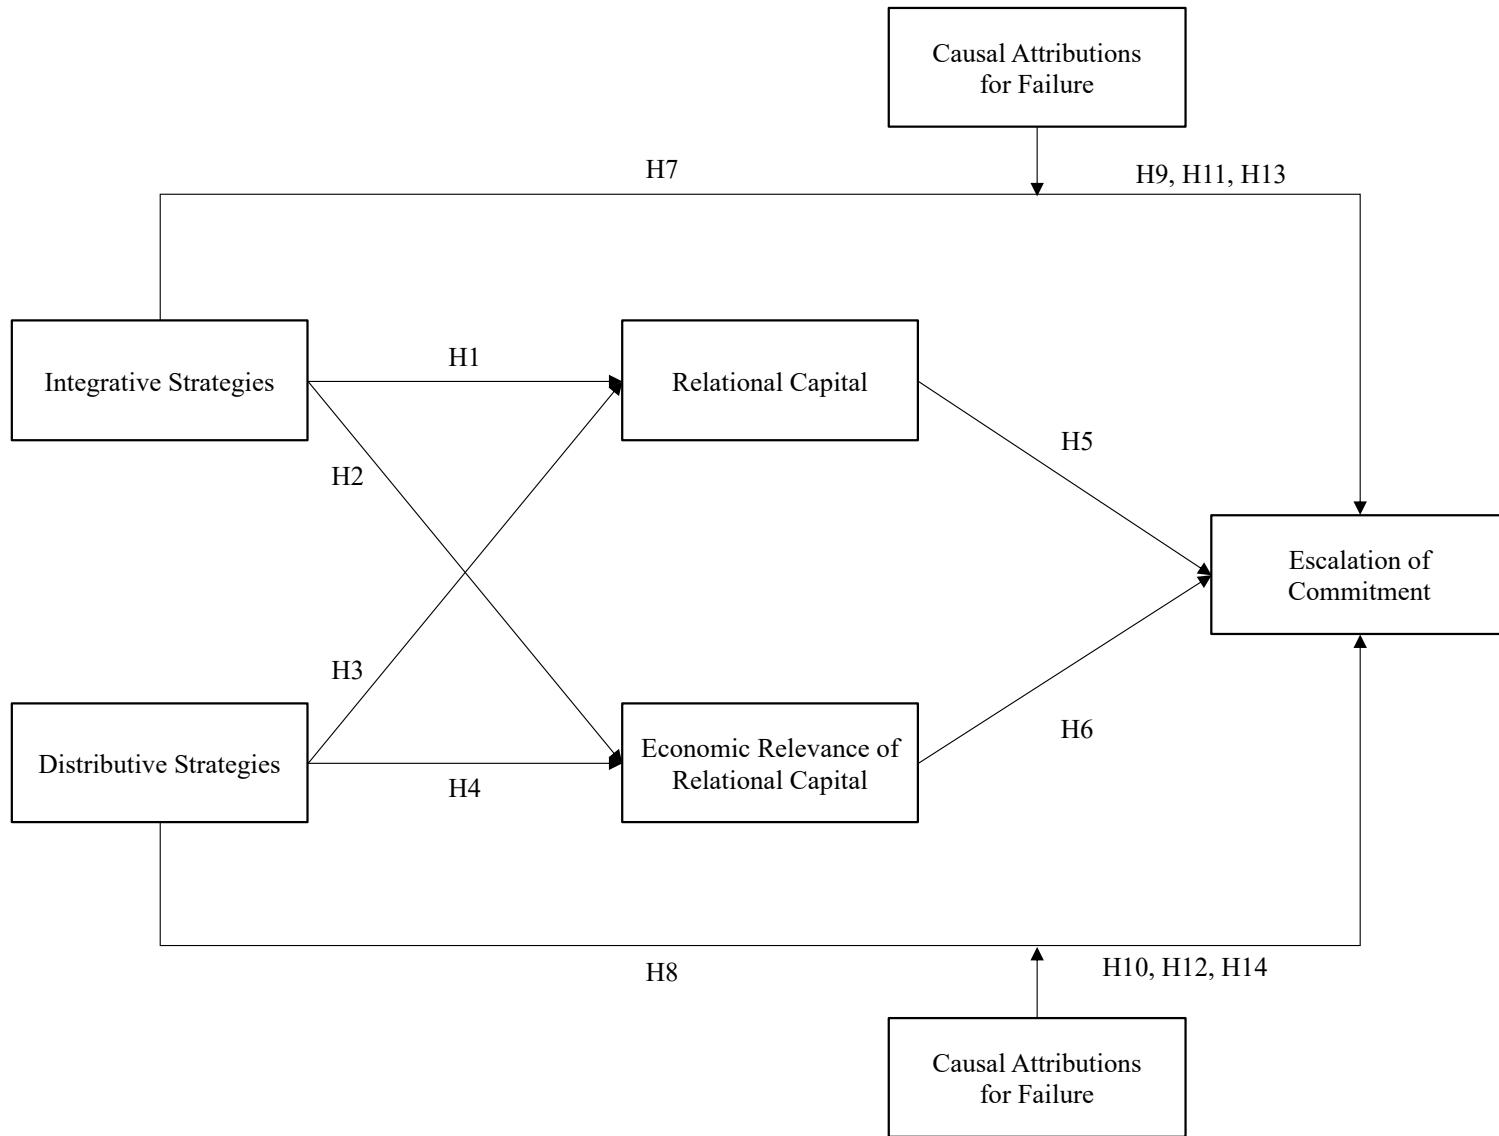 Causal Attributions
for Failure
H7
H9, H11, H13
Integrative Strategies
H1
Relational Capital
H2
H5
Escalation of
Commitment
H3
Distributive Strategies
H4
Economic Relevance of
Relational Capital
H6
H8
H10, H12, H14
Causal Attributions
for Failure